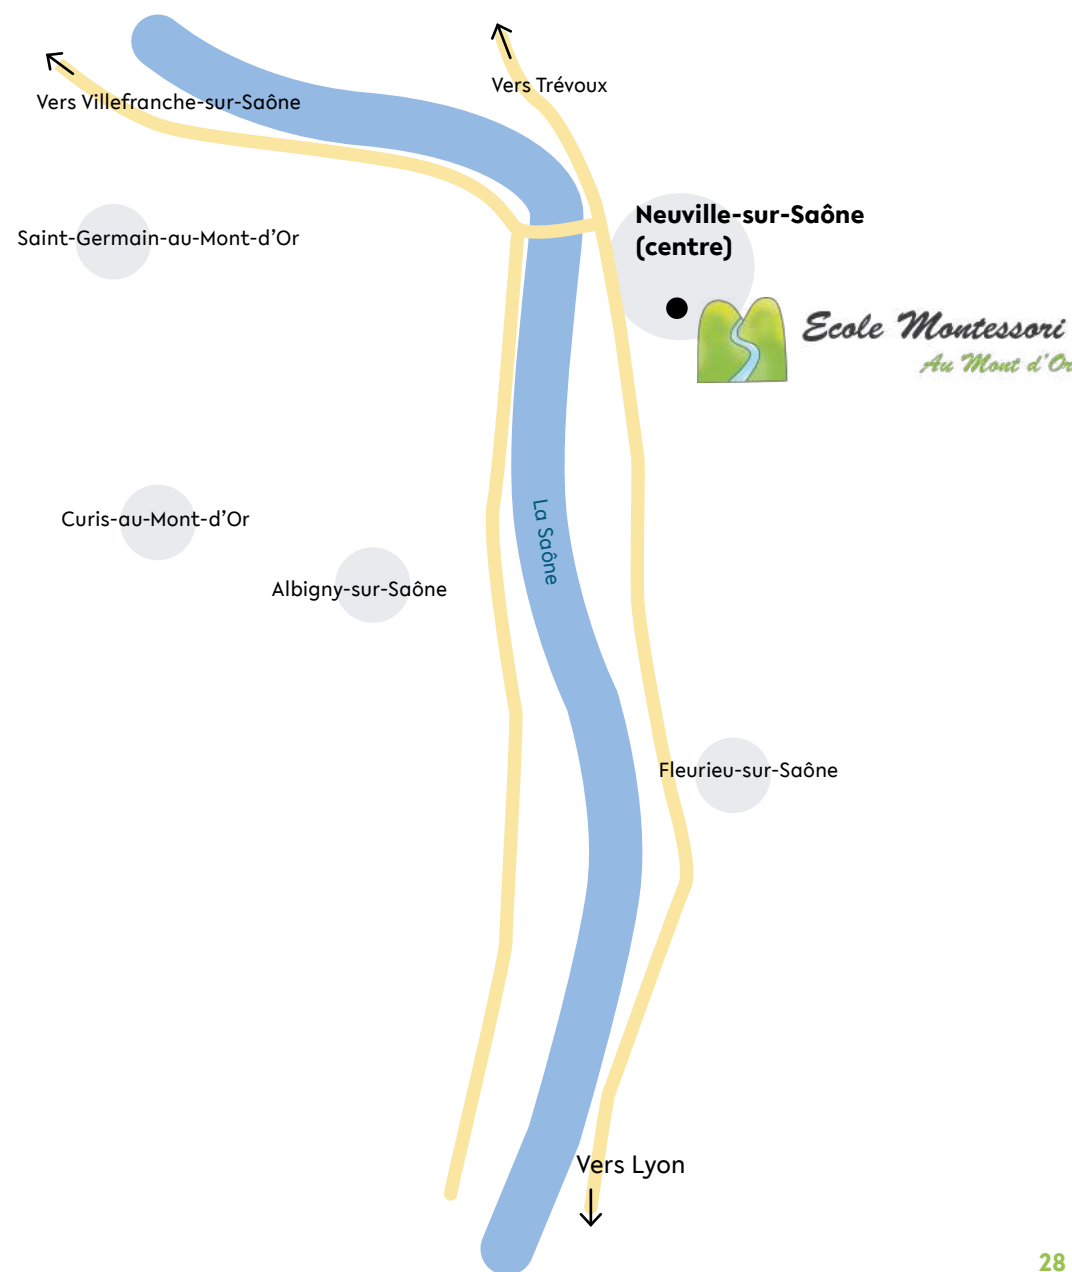 Vers Trévoux
Vers Villefranche-sur-Saône
Neuville-sur-Saône
(centre)
Saint-Germain-au-Mont-d’Or
Ecole Montessori
Au Mont d’Or
La Saône
Curis-au-Mont-d’Or
Albigny-sur-Saône
Fleurieu-sur-Saône
Vers Lyon
28